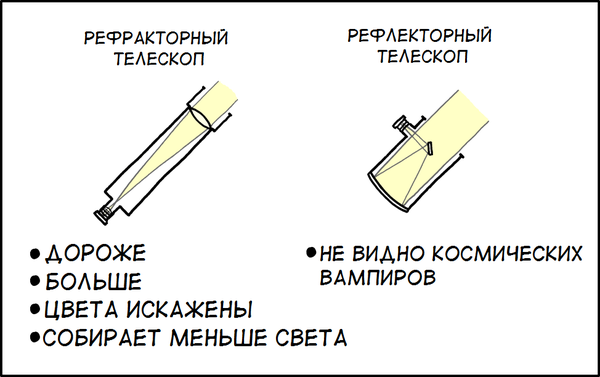 РЕФРАКТОРНЫЙ
ТЕЛЕСКОП
РЕФЛЕКТОРНЫЙ
ТЕЛЕСКОП
• ДОРОЖЕ
• БОЛЬШЕ
• ЦВЕТА ИСКАЖЕНЫ
• СОБИРАЕТ МЕНЬШЕ СВЕТА
• НЕ ВИДНО КОСМИЧЕСКИХ
ВАМПИРОВ